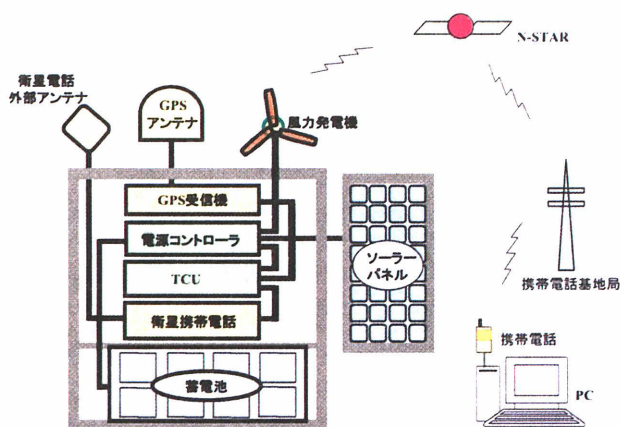 N-STAR
衛星電話
外部アンテナ
GPS
アンテナ
風力発電機
GPS受信機
電源コントローラ
TCU
衛星携帯電話
蓄電池
ソーラー
パネル
携帯電話基地局
携帯電話
PC